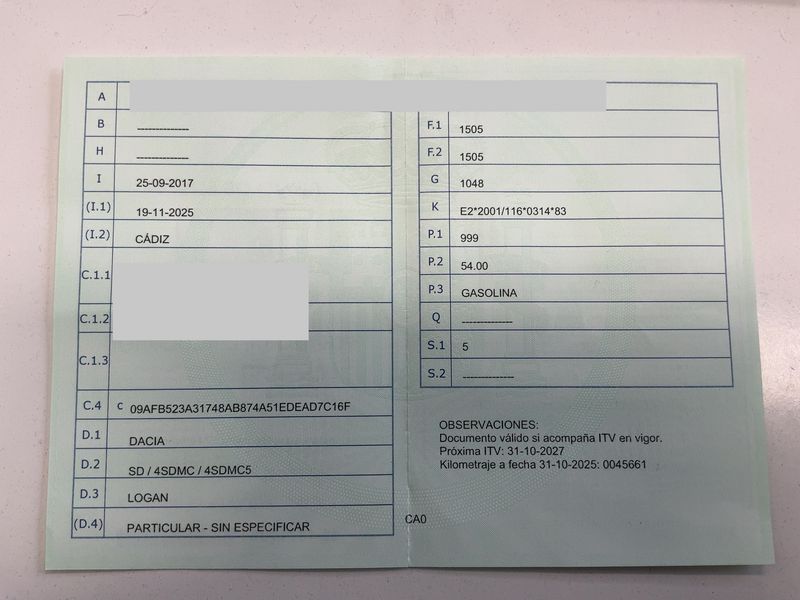 A
B -------------
H -------------
I 25-09-2017
(I.1) 19-11-2025
(I.2) CÁDIZ
C.1.1
C.1.2
C.1.3
C.4 C 09AFB523A31748AB874A51EDEAD7C16F
D.1 DACIA
D.2 SD / 4SDMC / 4SDMC5
D.3 LOGAN
(D.4) PARTICULAR - SIN ESPECIFICAR
F.1 1505
F.2 1505
G 1048
K E2*2001/116*0314*83
P.1 999
P.2 54.00
P.3 GASOLINA
Q -------------
S.1 5
S.2 -------------
OBSERVACIONES:
Documento válido si acompaña ITV en vigor.
Próxima ITV: 31-10-2027
Kilometraje a fecha 31-10-2025: 0045661
CA0